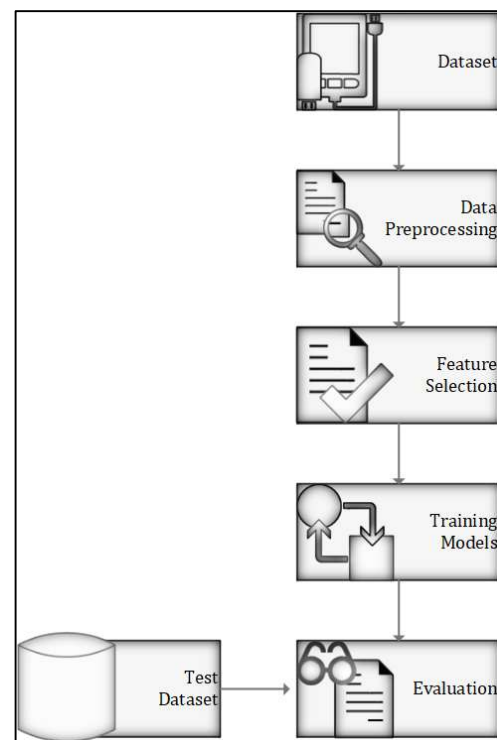 Dataset
Data
Preprocessing
Feature
Selection
Training
Models
Test
Dataset
Evaluation